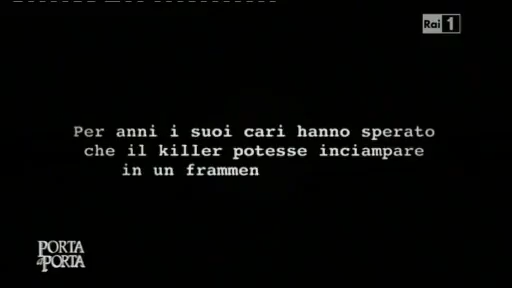 Rai 1
Per anni i suoi cari hanno sperato
che il killer potesse inciampare
in un frammen
PORTA
a PORTA